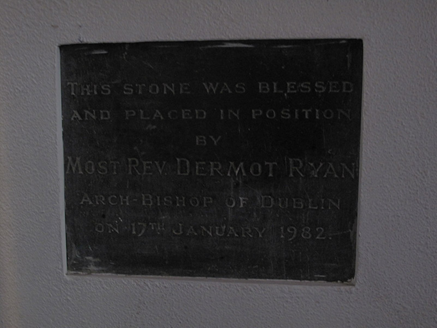 THIS STONE WAS BLESSED
AND PLACED IN POSITION
BY
MOST REV. DERMOT RYAN
ARCH-BISHOP OF DUBLIN
ON 17TH JANUARY 1982.